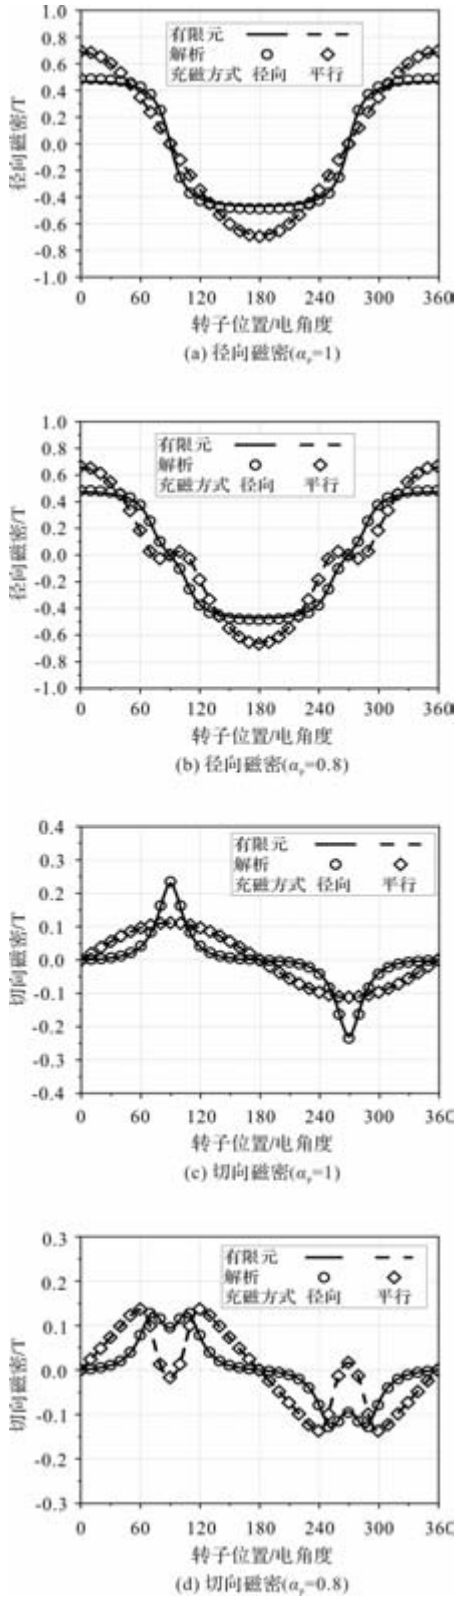 1.0
0.8
0.6
0.4
0.2
0.0
-0.2
-0.4
-0.6
-0.8
-1.0
径向磁密/T
有限元
解析
充磁方式 径向 平行
0 60 120 180 240 300 360
转子位置/电角度
(a) 径向磁密(αp=1)
1.0
0.8
0.6
0.4
0.2
0.0
-0.2
-0.4
-0.6
-0.8
-1.0
径向磁密/T
有限元
解析
充磁方式 径向 平行
0 60 120 180 240 300 360
转子位置/电角度
(b) 径向磁密(αp=0.8)
0.4
0.3
0.2
0.1
0.0
-0.1
-0.2
-0.3
-0.4
切向磁密/T
有限元
解析
充磁方式 径向 平行
0 60 120 180 240 300 360
转子位置/电角度
(c) 切向磁密(αp=1)
0.3
0.2
0.1
0.0
-0.1
-0.2
-0.3
切向磁密/T
有限元
解析
充磁方式 径向 平行
0 60 120 180 240 300 360
转子位置/电角度
(d) 切向磁密(αp=0.8)